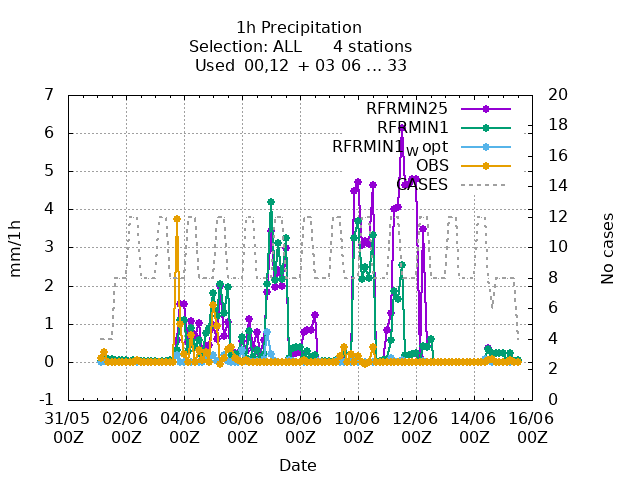 1h Precipitation
Selection: ALL 4 stations
Used 00,12 + 03 06 ... 33
7
6
5
4
3
2
1
0
-1
20
18
16
14
12
10
8
6
4
2
0
RFRMIN25
RFRMIN1
RFRMIN1_W opt
OBS
CASES
mm/1h
No cases
31/05 02/06 04/06 06/06 08/06 10/06 12/06 14/06 16/06
00Z 00Z 00Z 00Z 00Z 00Z 00Z 00Z 00Z
Date